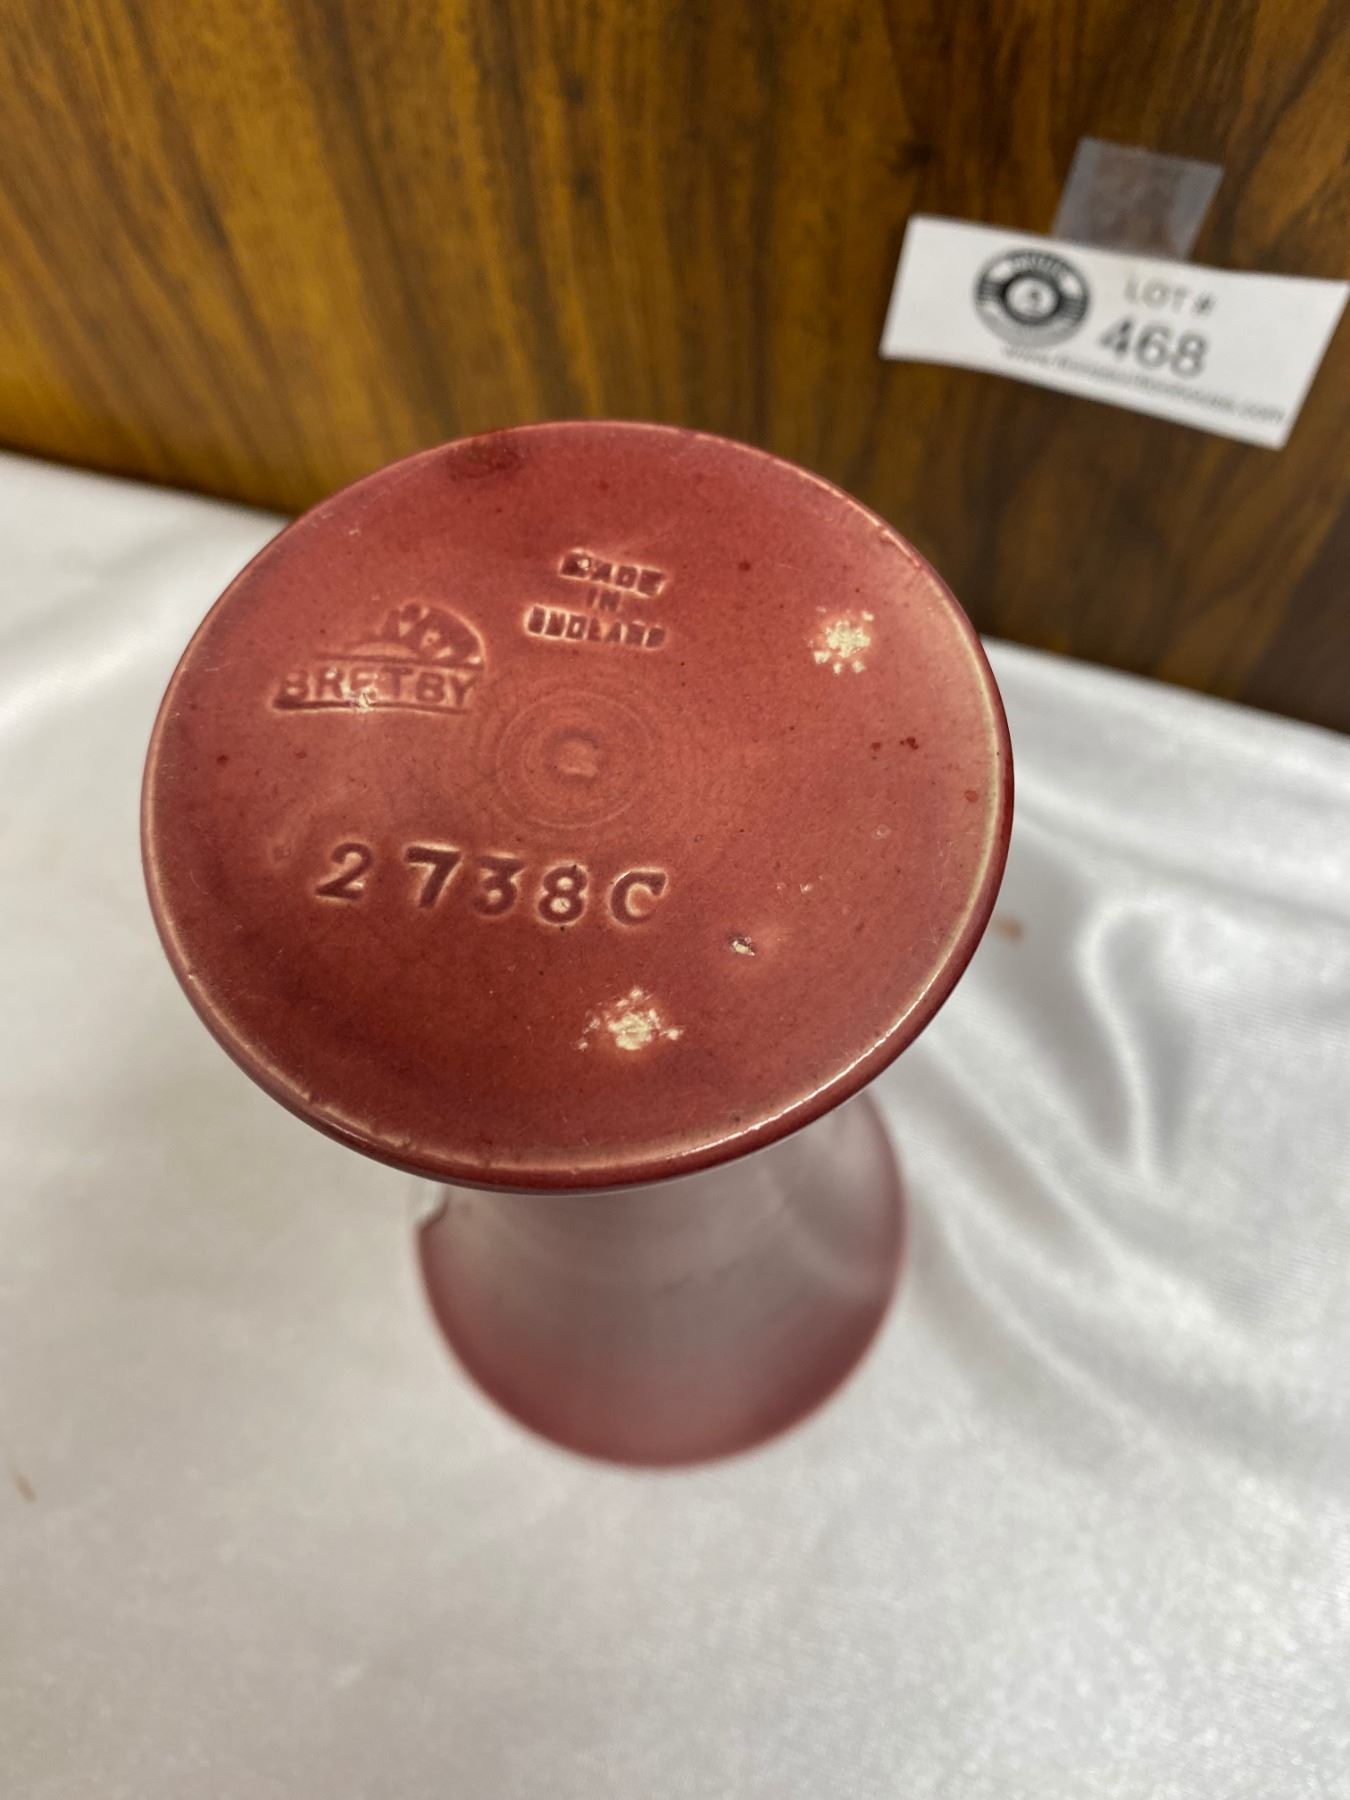 LOT #
468
MADE
IN
ENGLAND
BRETBY
2738C